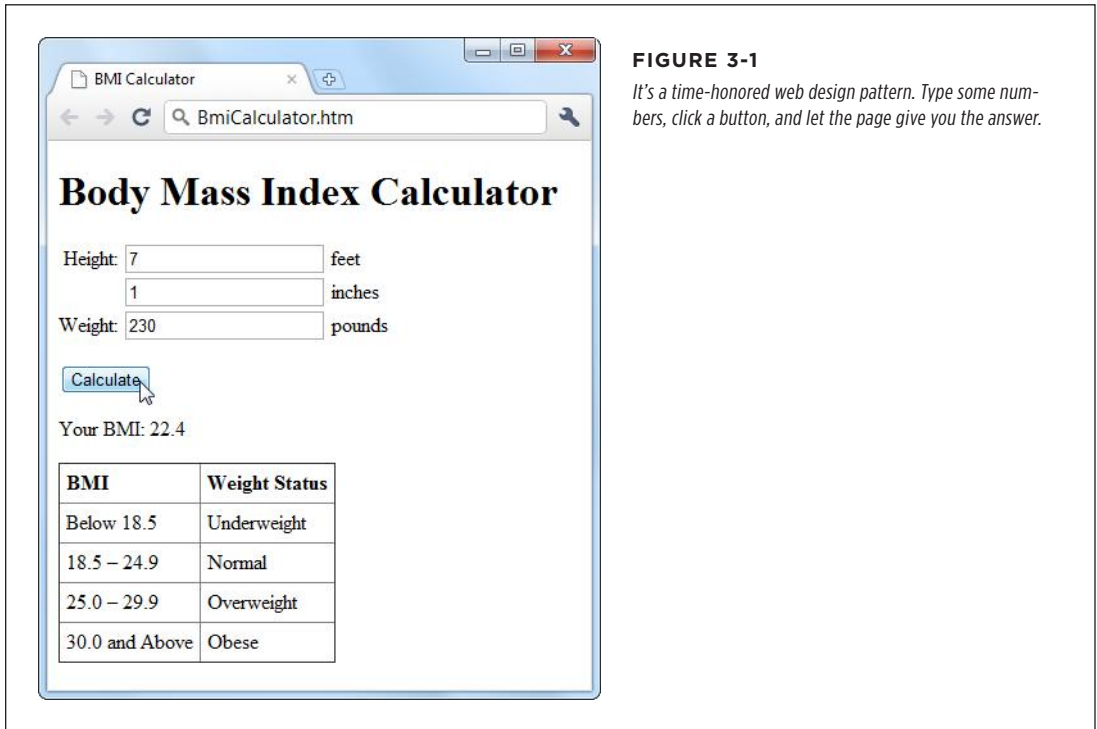 BMI Calculator
BmiCalculator.htm
Body Mass Index Calculator
Height: 7 feet
1 inches
Weight: 230 pounds
Calculate
Your BMI: 22.4
BMI Weight Status
Below 18.5 Underweight
18.5 – 24.9 Normal
25.0 – 29.9 Overweight
30.0 and Above Obese
FIGURE 3-1
It's a time-honored web design pattern. Type some num-
bers, click a button, and let the page give you the answer.